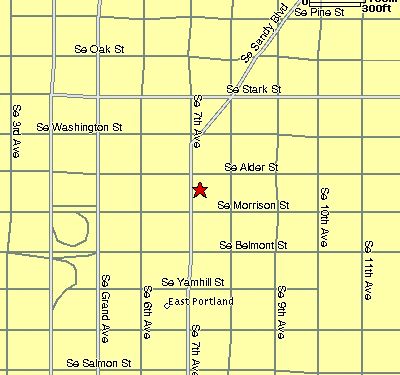 Se Pine St
300ft
Se Sandy Blvd
Se Oak St
Se Stark St
Se 7th Ave
Se 3rd Ave
Se Washington St
Se Alder St
Se 10th Ave
Se Morrison St
Se 11th Ave
Se Belmont St
Se Grand Ave
Se 6th Ave
Se Yamhill St
Se 9th Ave
East Portland
Se 7th Ave
Se Salmon St